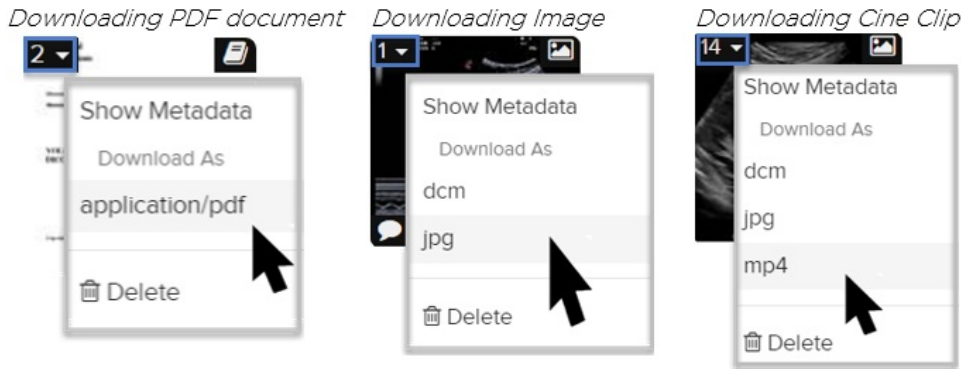 Downloading PDF document
2
Show Metadata
Download As
application/pdf
Delete
Downloading Image
1
Show Metadata
Download As
dcm
jpg
Delete
Downloading Cine Clip
14
Show Metadata
Download As
dcm
jpg
mp4
Delete